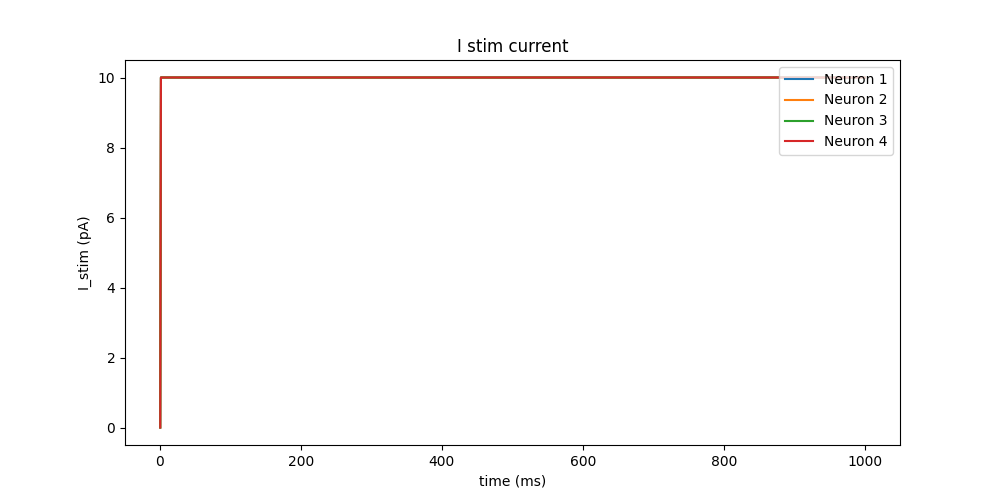 I stim current
I_stim (pA)
10
8
6
4
2
0
Neuron 1
Neuron 2
Neuron 3
Neuron 4
0 200 400 600 800 1000
time (ms)